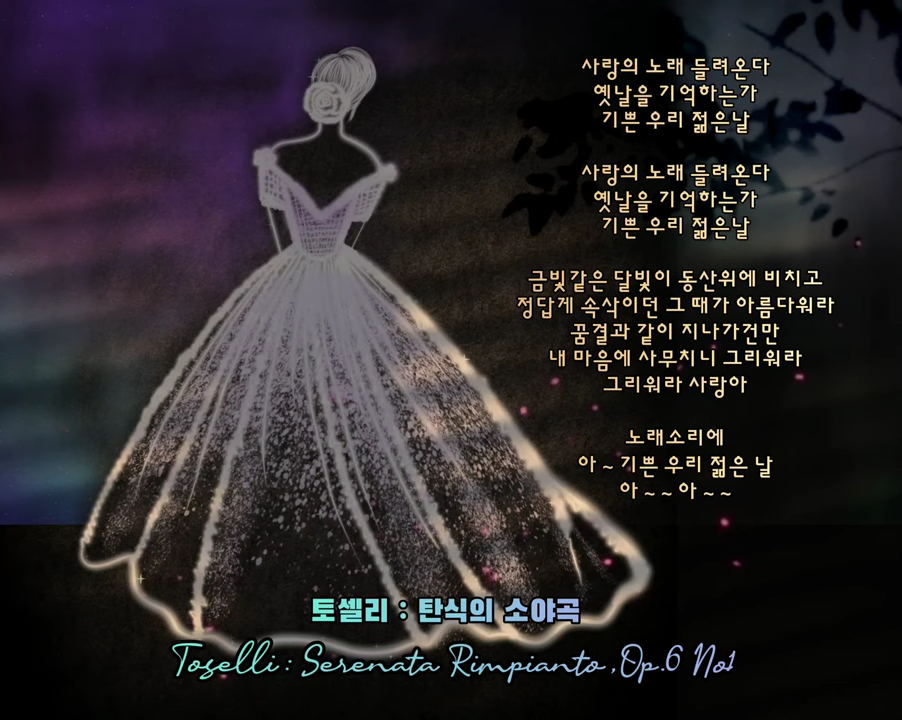 사랑의 노래 들려온다
옛날을 기억하는가
기쁜 우리 젊은날
사랑의 노래 들려온다
옛날을 기억하는가
기쁜 우리 젊은날
금빛같은 달빛이 동산위에 비치고
정답게 속삭이던 그 때가 아름다워라
꿈결과 같이 지나가건만
내 마음에 사무치니 그리워라
그리워라 사랑아
노래소리에
아 ~ 기쁜 우리 젊은 날
아 ~ ~ 아 ~ ~
토셀리 : 탄식의 소야곡
Toselli : Serenata Rimpianto ,Op.6 No1